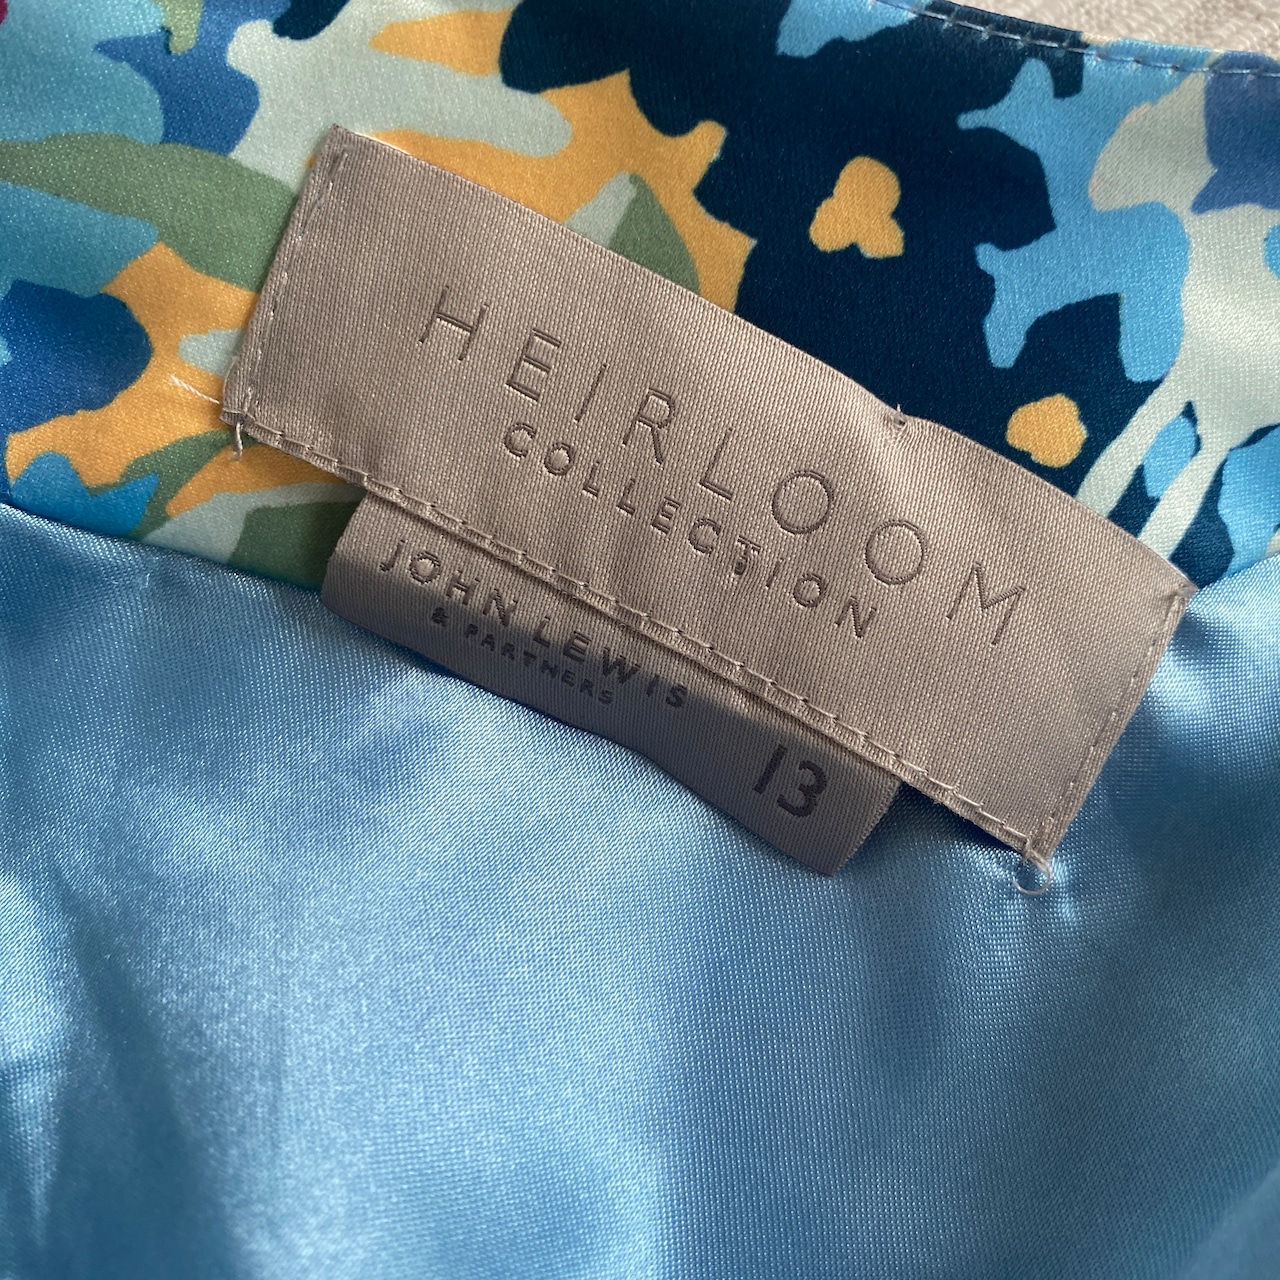 HEIRLOOM
COLLECTION
JOHN LEWIS
& PARTNERS
13